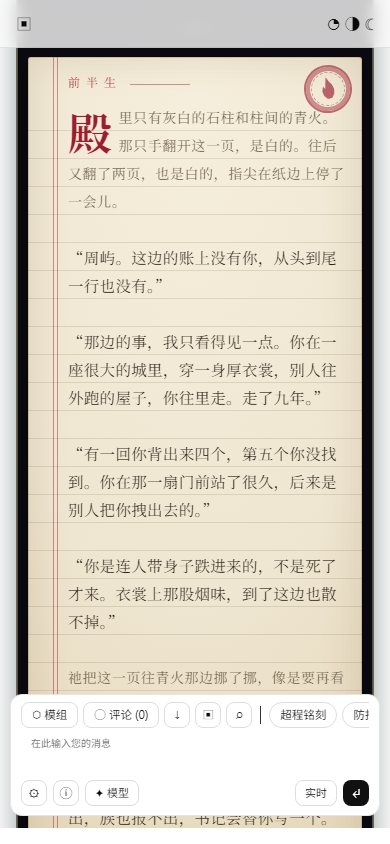 前半生
殿里只有灰白的石柱和柱间的青火。
那只手翻开这一页，是白的。往后
又翻了两页，也是白的，指尖在纸边上停了
一会儿。
“周屿。这边的账上没有你，从头到尾
一行也没有。”
“那边的事，我只看得见一点。你在一
座很大的城里，穿一身厚衣裳，别人往
外跑的屋子，你往里走。走了九年。”
“有一回你背出来四个，第五个你没找
到。你在那一扇门前站了很久，后来是
别人把你拽出去的。”
“你是连人带身子跌进来的，不是死了
才来。衣裳上那股烟味，到了这边也散
不掉。”
祂把这一页往青火那边挪了挪，像是要再看
模组 评论 (0) 超程铭刻
在此输入您的消息
模型 实时